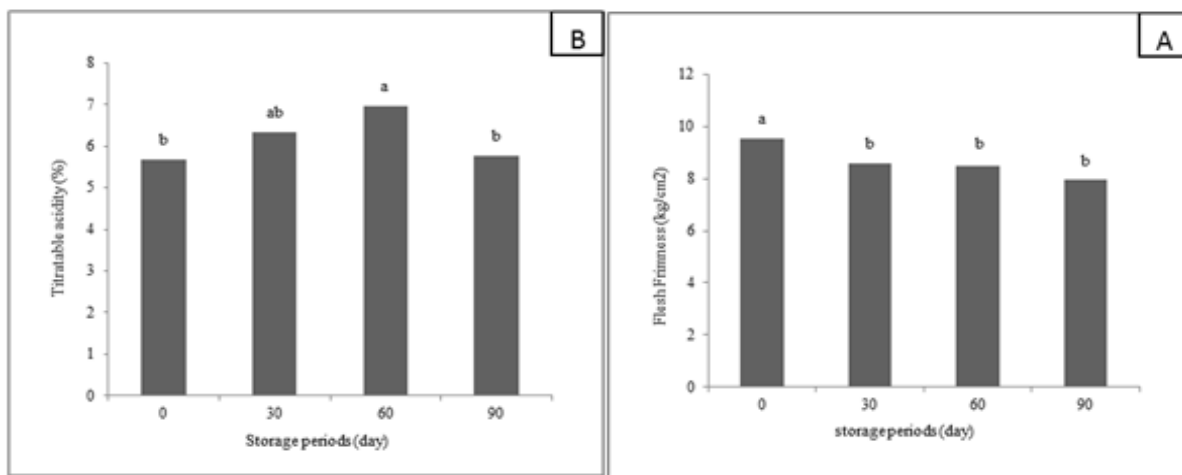 B
8
7
6
5
4
3
2
1
0
Titratable acidity (%)
b
ab
a
b
0 30 60 90
Storage periods (day)
A
12
10
8
6
4
2
0
Flesh Frimness (kg/cm2)
a
b
b
b
0 30 60 90
storage periods (day)